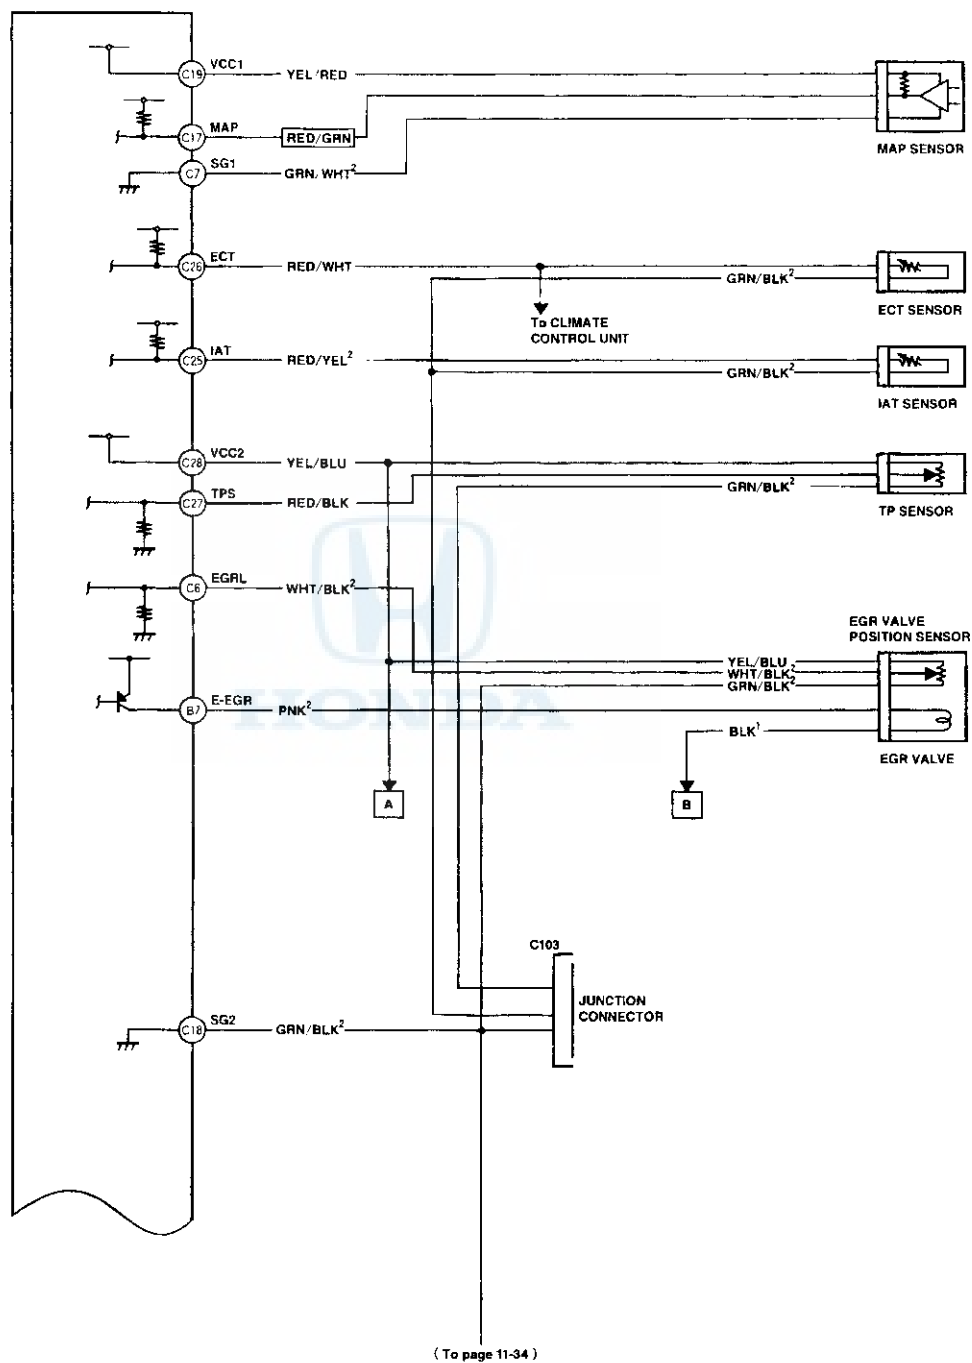 VCC1
C19
YEL/RED
MAP
C17
RED/GRN
MAP SENSOR
SG1
C7
GRN/WHT2
ECT
C26
RED/WHT
GRN/BLK2
ECT SENSOR
To CLIMATE
CONTROL UNIT
IAT
C25
RED/YEL2
GRN/BLK2
IAT SENSOR
VCC2
C28
YEL/BLU
TPS
C27
RED/BLK
GRN/BLK2
TP SENSOR
EGRL
C6
WHT/BLK2
EGR VALVE
POSITION SENSOR
YEL/BLU
WHT/BLK2
GRN/BLK2
E-EGR
B7
PNK2
HONDA
BLK1
EGR VALVE
A
B
C103
JUNCTION
CONNECTOR
SG2
C18
GRN/BLK2
( To page 11-34 )